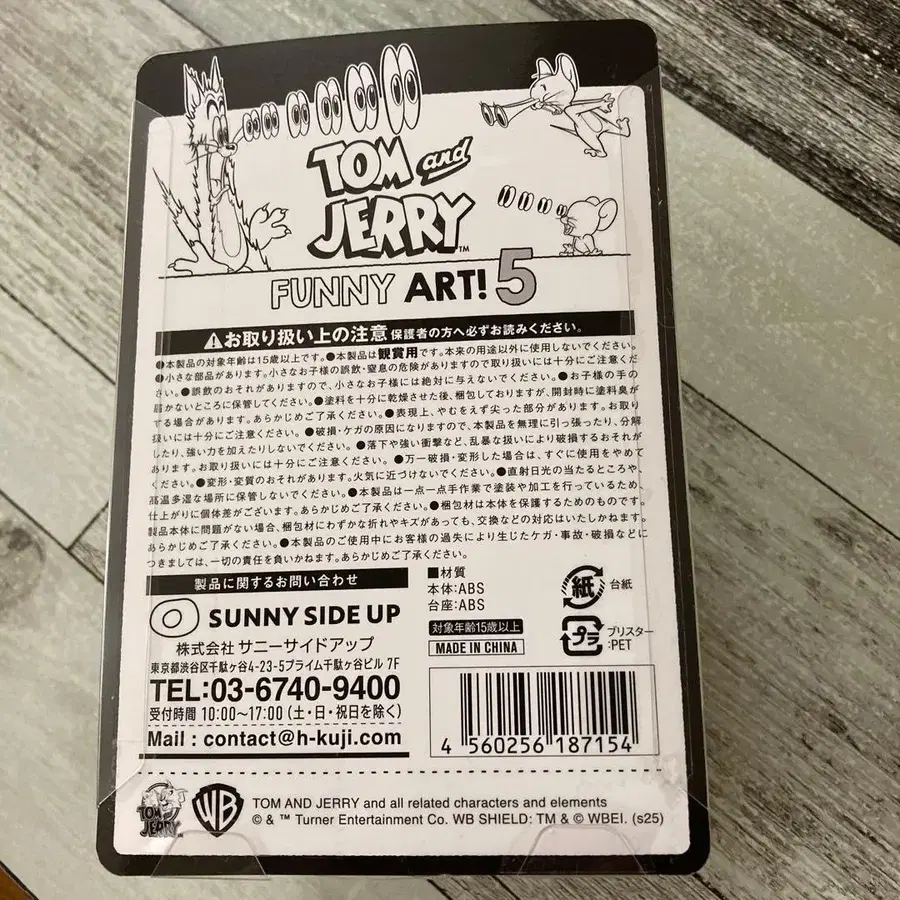 TOM and
JERRY™
FUNNY ART! 5
お取り扱い上の注意 保護者の方へ必ずお読みください。
●本製品の対象年齢は15歳以上です。●本製品は観賞用です。本来の用途以外に使用しないでください。
●小さな部品があります。小さなお子様の誤飲・窒息の危険がありますので取り扱いには十分にご注意くだ
さい。●誤飲のおそれがありますので、小さなお子様には絶対に与えないでください。●お子様の手の
届かないところに保管してください。●塗料を十分に乾燥させた後、梱包しておりますが、開封時に塗料臭が
する場合があります。あらかじめご了承ください。●表現上、やむをえず尖った部分があります。お取り
扱いには十分にご注意ください。●破損・ケガの原因になりますので、本製品を無理に引っ張ったり、分解
したり、強い力を加えたりしないでください。●落下や強い衝撃など、乱暴な扱いにより破損するおそれが
あります。お取り扱いには十分にご注意ください。●万一破損・変形した場合は、すぐに使用をやめて
ください。●変形・変質のおそれがあります。火気に近づけないでください。●直射日光の当たるところや、
高温多湿な場所に保管しないでください。●本製品は一点一点手作業で塗装や加工を行っているため、
仕上がりに個体差がございます。あらかじめご了承ください。●梱包材は本体を保護するためのものです。
製品本体に問題がない場合、梱包材にわずかな折れやキズがあっても、交換などの対応はいたしかねます。
あらかじめご了承ください。●本製品のご使用中にお客様の過失により生じたケガ・事故・破損などに
つきましては、一切の責任を負いかねます。あらかじめご了承ください。
製品に関するお問い合わせ
SUNNY SIDE UP
株式会社 サニーサイドアップ
東京都渋谷区千駄ヶ谷4-23-5プライム千駄ヶ谷ビル 7F
TEL:03-6740-9400
受付時間 10:00〜17:00 (土・日・祝日を除く)
Mail : contact@h-kuji.com
■材質
本体:ABS
台座:ABS
対象年齢15歳以上
MADE IN CHINA
紙 台紙
プラ ブリスター
:PET
4 560256 187154
TOM and JERRY
WB
TOM AND JERRY and all related characters and elements
© & ™ Turner Entertainment Co. WB SHIELD: TM & © WBEI. (s25)